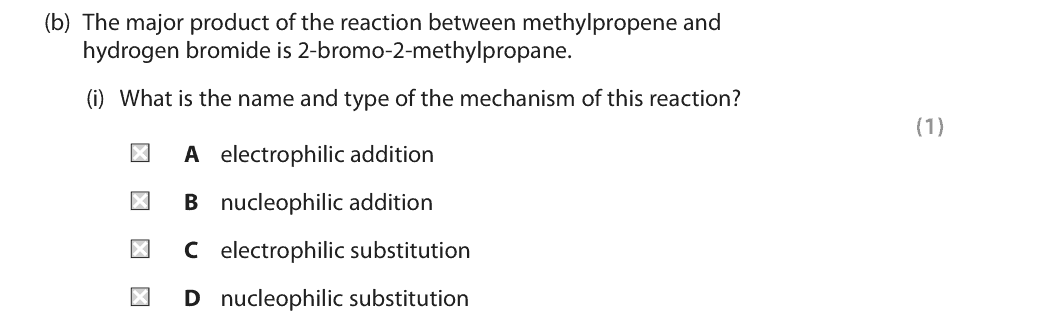 (b) The major product of the reaction between methylpropene and
hydrogen bromide is 2-bromo-2-methylpropane.
(i) What is the name and type of the mechanism of this reaction?
(1)
A electrophilic addition
B nucleophilic addition
C electrophilic substitution
D nucleophilic substitution